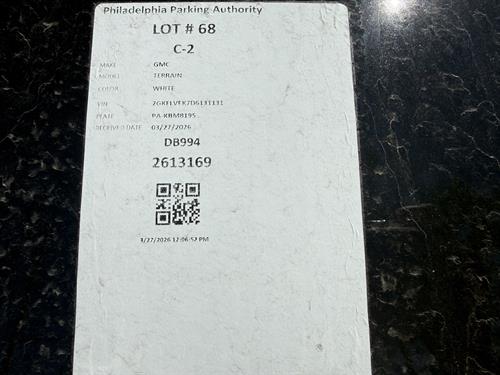 Philadelphia Parking Authority
LOT # 68
C-2
MAKE GMC
MODEL TERRAIN
COLOR WHITE
VIN 2GKFLVEK7D6131131
PLATE PA-KBM8195
RECEIVED DATE 03/27/2026
DB994
2613169
3/27/2026 12:06:52 PM